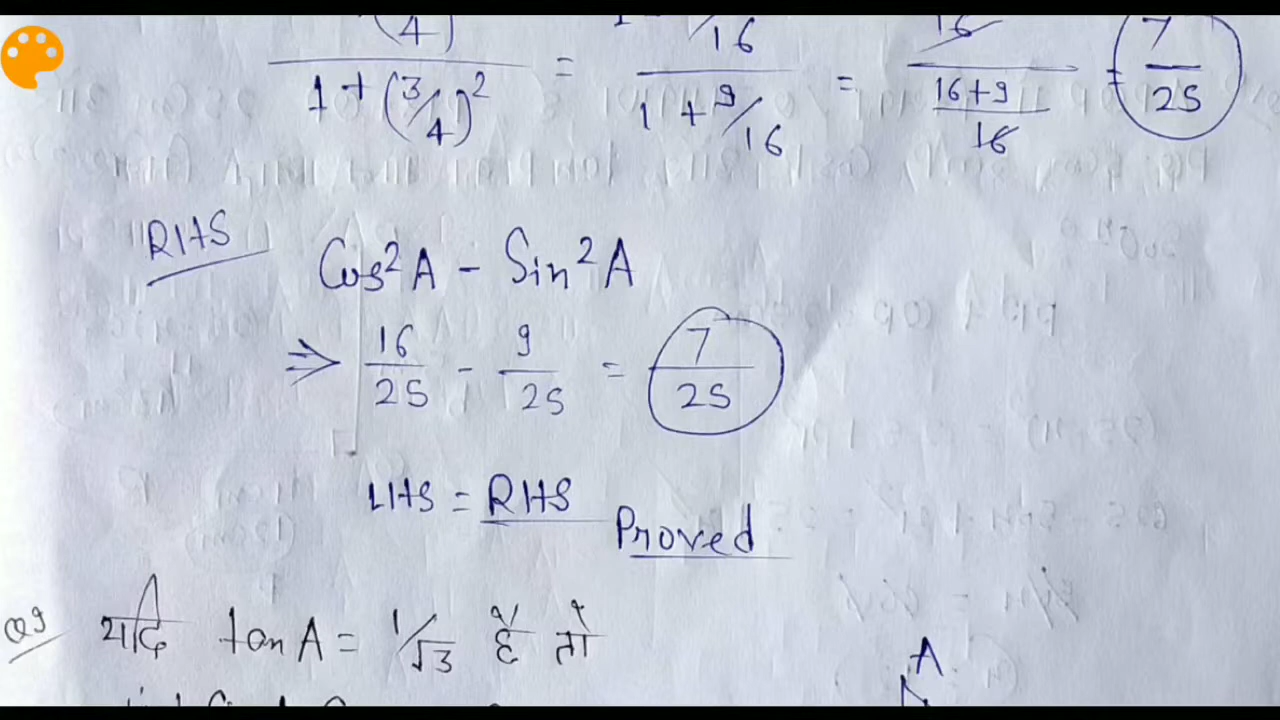 1+(3/4)² = 1+9/16 = 16+9/16 = 7/25
RHS
Cos²A - Sin²A
⇒ 16/25 - 9/25 = 7/25
LHS = RHS
Proved
Q9 यदि tan A = 1/√3 है तो
A